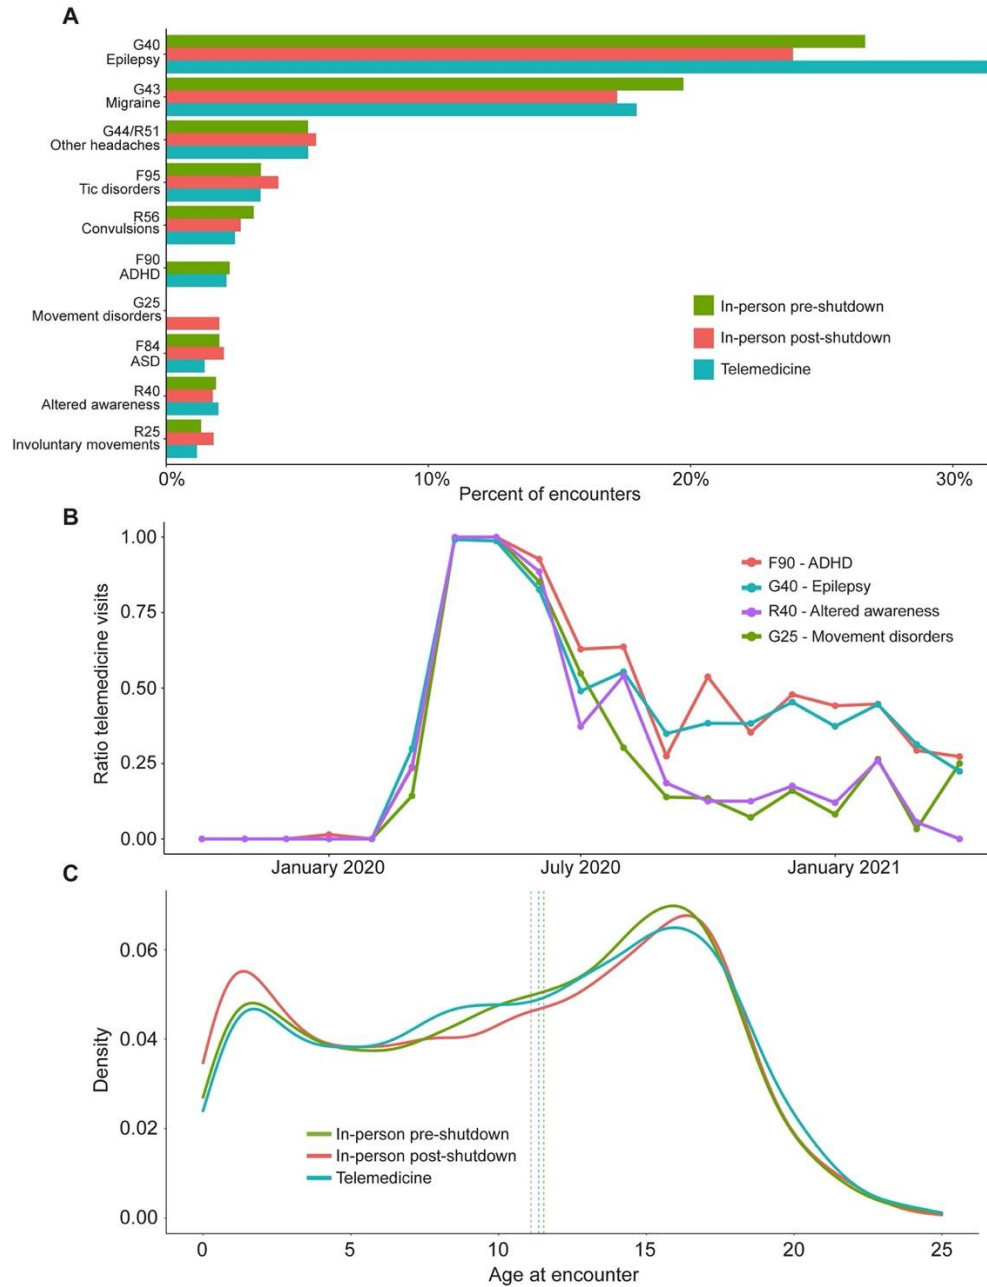 A
G40
Epilepsy
G43
Migraine
G44/R51
Other headaches
F95
Tic disorders
R56
Convulsions
F90
ADHD
G25
Movement disorders
F84
ASD
R40
Altered awareness
R25
Involuntary movements
In-person pre-shutdown
In-person post-shutdown
Telemedicine
0%
10%
20%
30%
Percent of encounters
B
1.00
0.75
0.50
0.25
0.00
Ratio telemedicine visits
F90 - ADHD
G40 - Epilepsy
R40 - Altered awareness
G25 - Movement disorders
January 2020
July 2020
January 2021
C
0.06
0.04
0.02
0.00
Density
In-person pre-shutdown
In-person post-shutdown
Telemedicine
0
5
10
15
20
25
Age at encounter